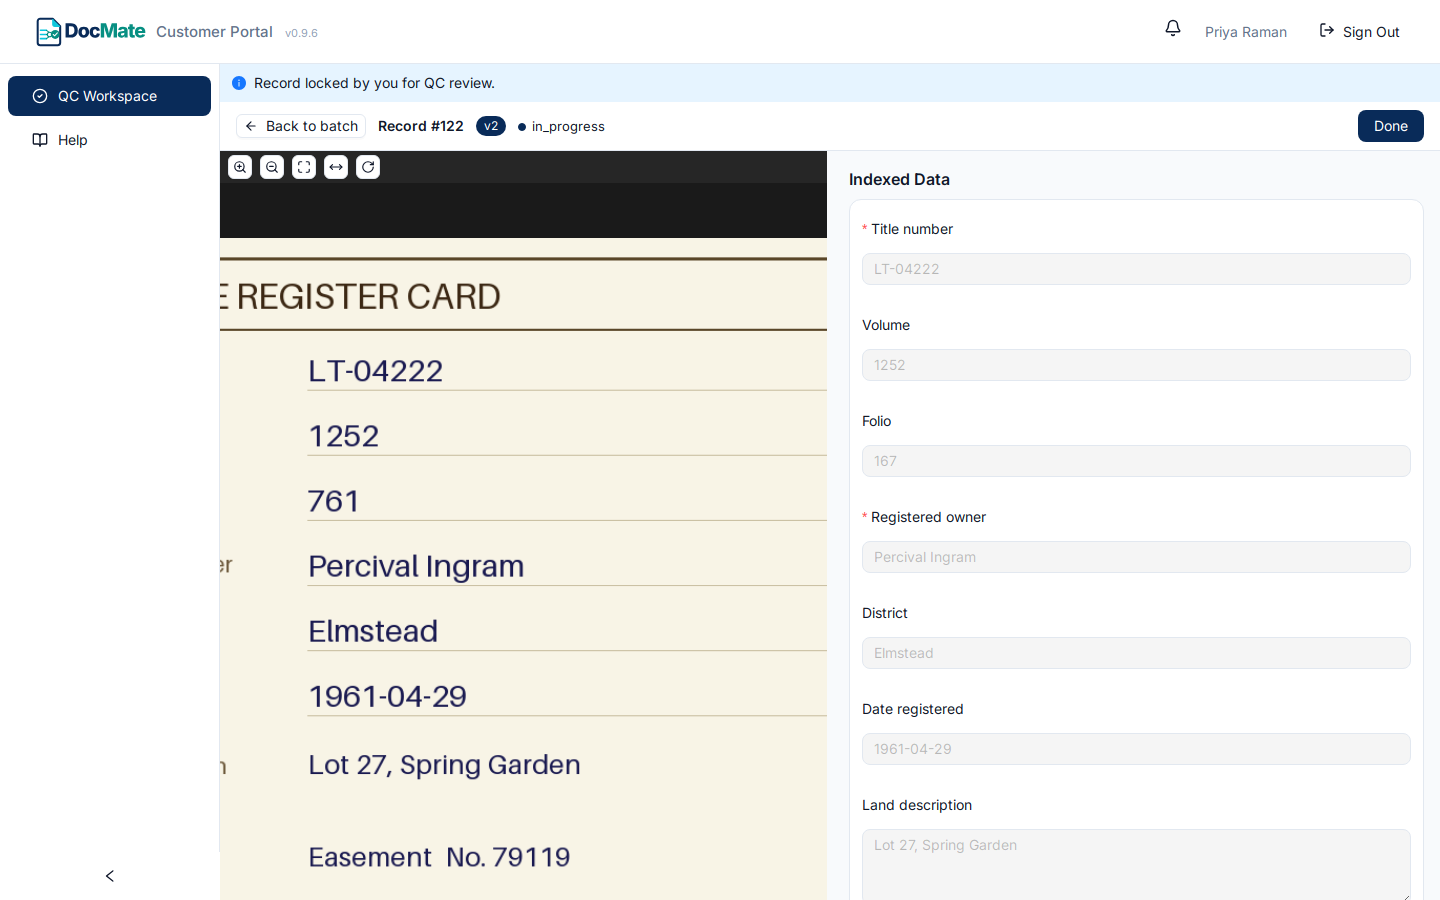 DocMate Customer Portal v0.9.6
Priya Raman
Sign Out
QC Workspace
Help
Record locked by you for QC review.
Back to batch
Record #122
v2
in_progress
Done
E REGISTER CARD
LT-04222
1252
761
er
Percival Ingram
Elmstead
1961-04-29
n
Lot 27, Spring Garden
Easement No. 79119
Indexed Data
* Title number
LT-04222
Volume
1252
Folio
167
* Registered owner
Percival Ingram
District
Elmstead
Date registered
1961-04-29
Land description
Lot 27, Spring Garden